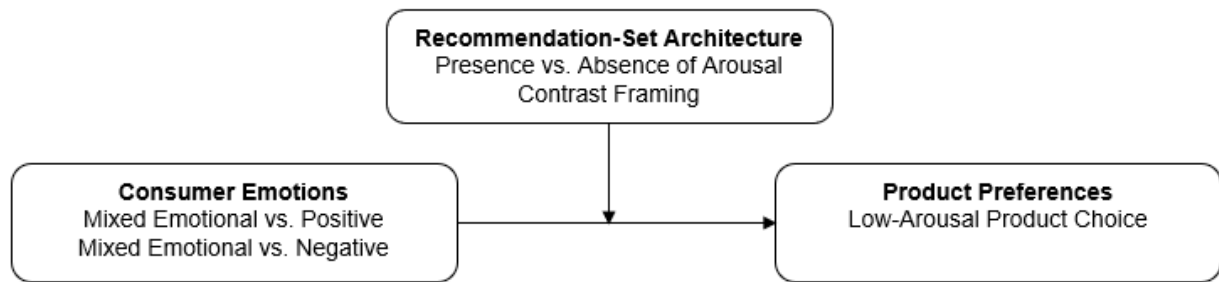 Recommendation-Set Architecture
Presence vs. Absence of Arousal
Contrast Framing
Consumer Emotions
Mixed Emotional vs. Positive
Mixed Emotional vs. Negative
Product Preferences
Low-Arousal Product Choice